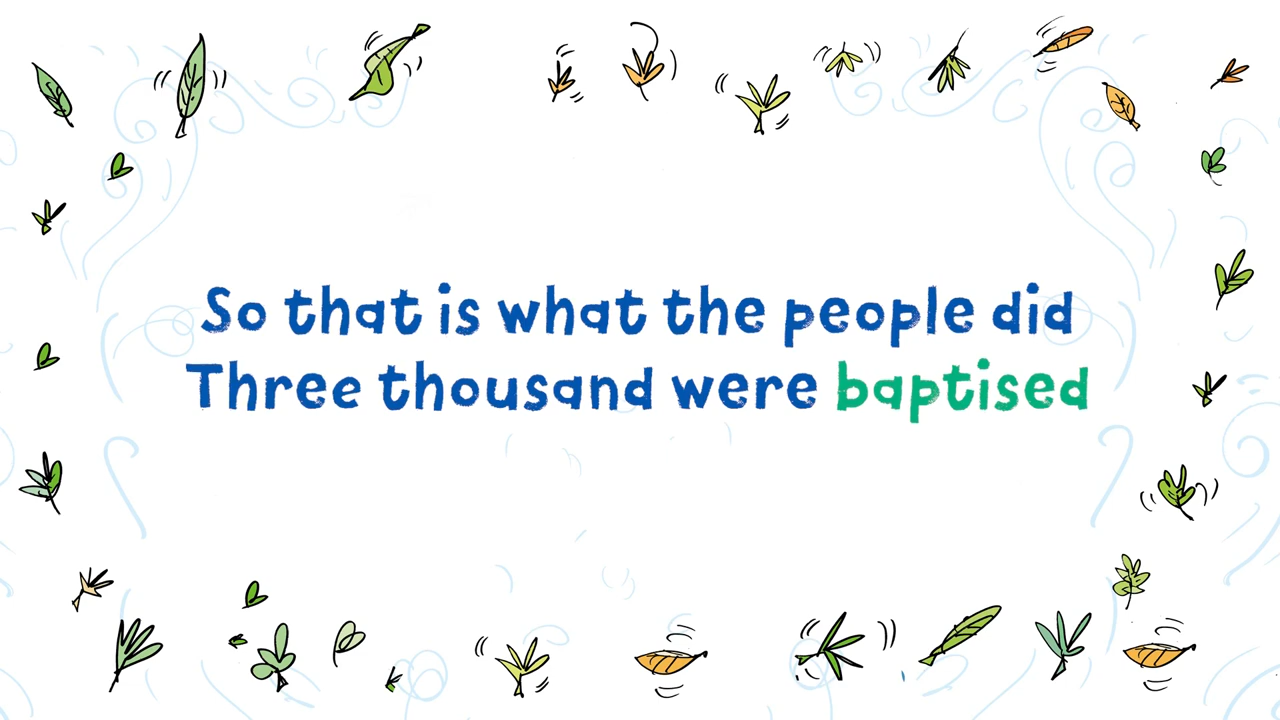 So that is what the people did
Three thousand were baptised